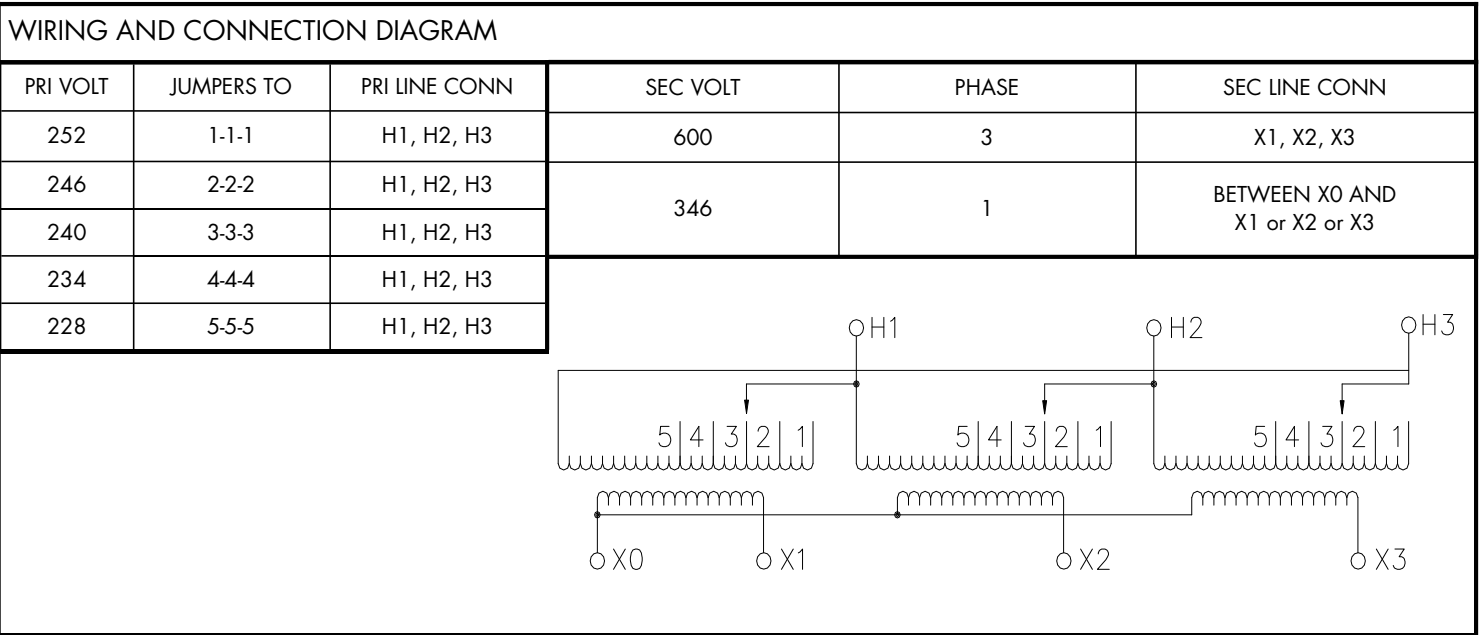 WIRING AND CONNECTION DIAGRAM
PRI VOLT JUMPERS TO PRI LINE CONN
252 1-1-1 H1, H2, H3
246 2-2-2 H1, H2, H3
240 3-3-3 H1, H2, H3
234 4-4-4 H1, H2, H3
228 5-5-5 H1, H2, H3
SEC VOLT PHASE SEC LINE CONN
600 3 X1, X2, X3
346 1 BETWEEN X0 AND
X1 or X2 or X3
H1 H2 H3
5 4 3 2 1 5 4 3 2 1 5 4 3 2 1
X0 X1 X2 X3